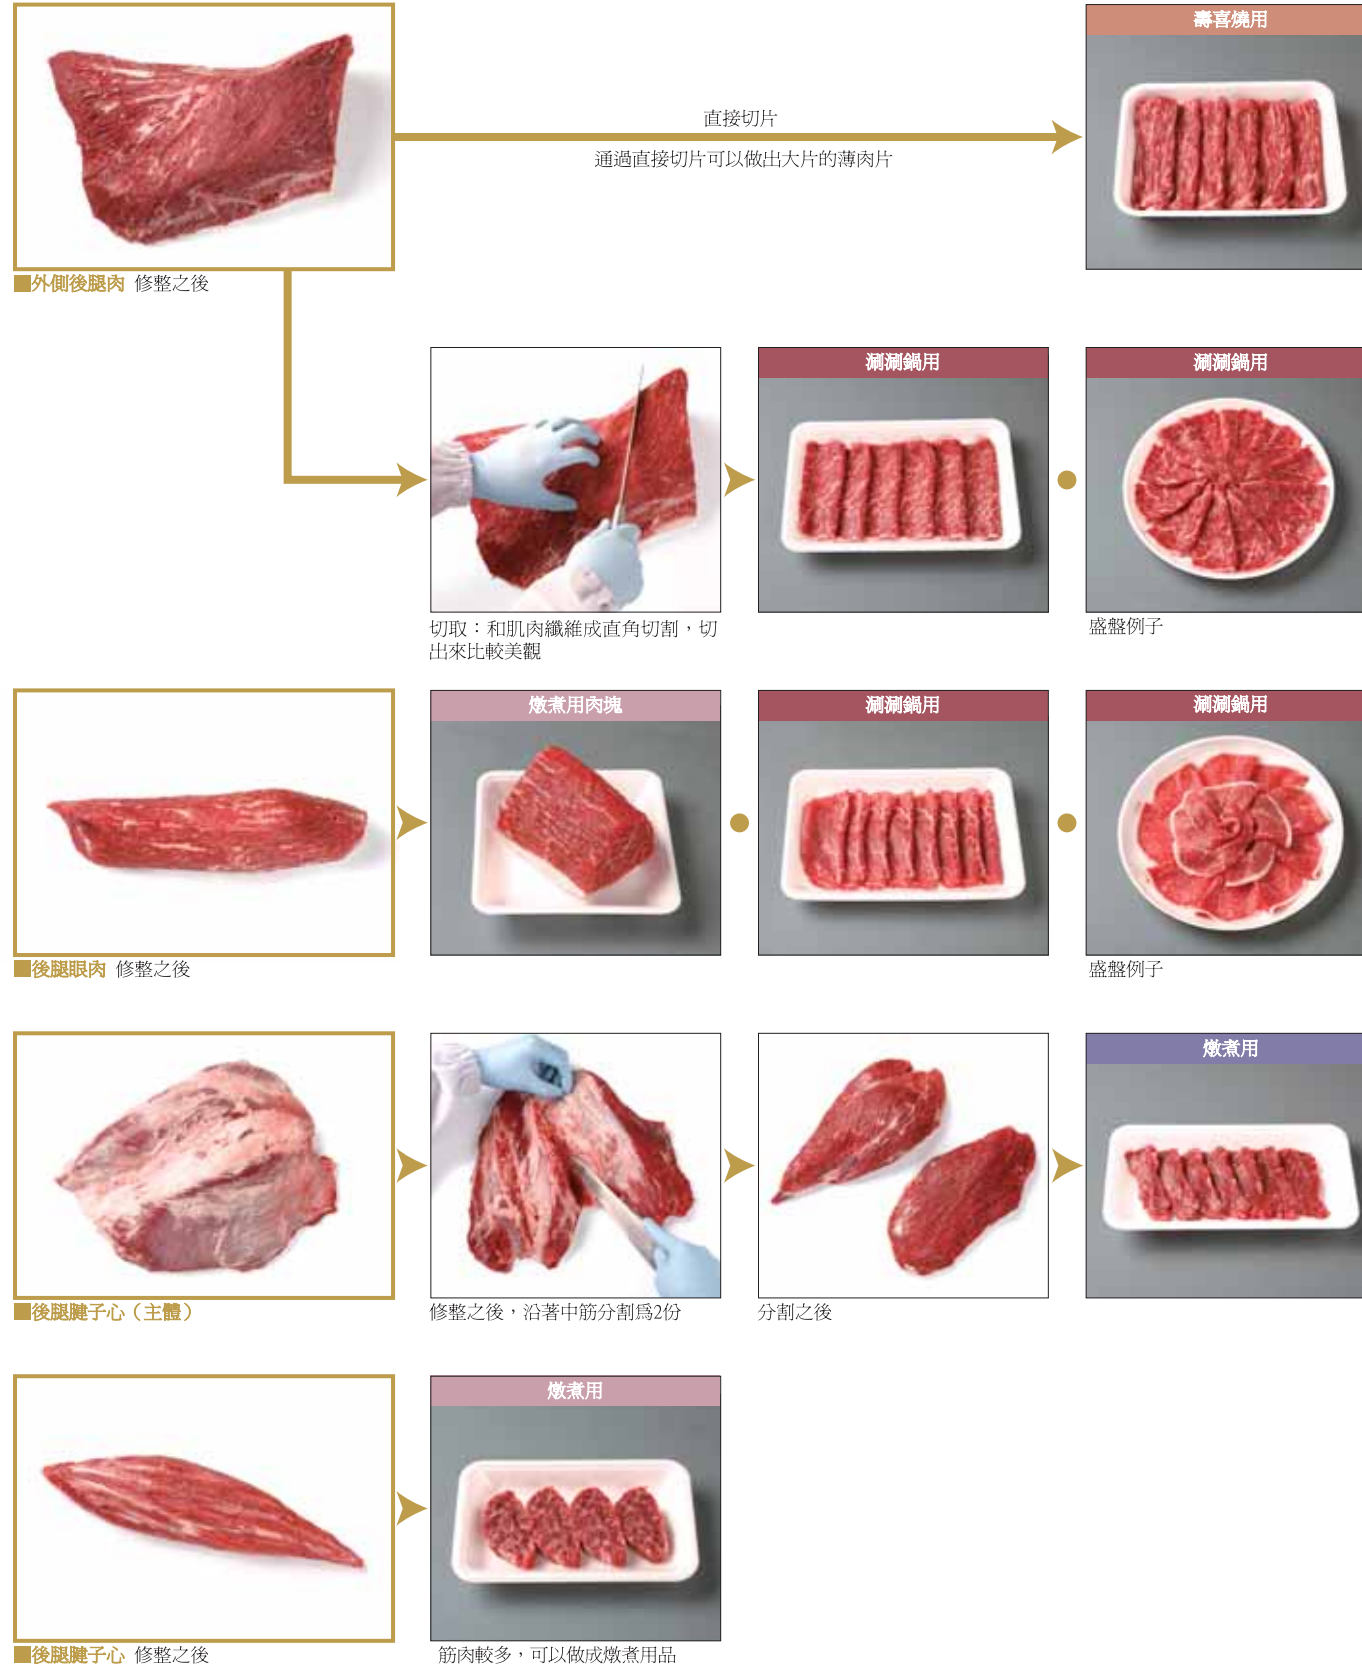 壽喜燒用
直接切片
通過直接切片可以做出大片的薄肉片
■外側後腿肉 修整之後
涮涮鍋用
涮涮鍋用
切取：和肌肉纖維成直角切割，切
出來比較美觀
盛盤例子
燉煮用肉塊
涮涮鍋用
涮涮鍋用
■後腿眼肉 修整之後
盛盤例子
燉煮用
■後腿腱子心（主體）
修整之後，沿著中筋分割爲2份
分割之後
燉煮用
■後腿腱子心 修整之後
筋肉較多，可以做成燉煮用品